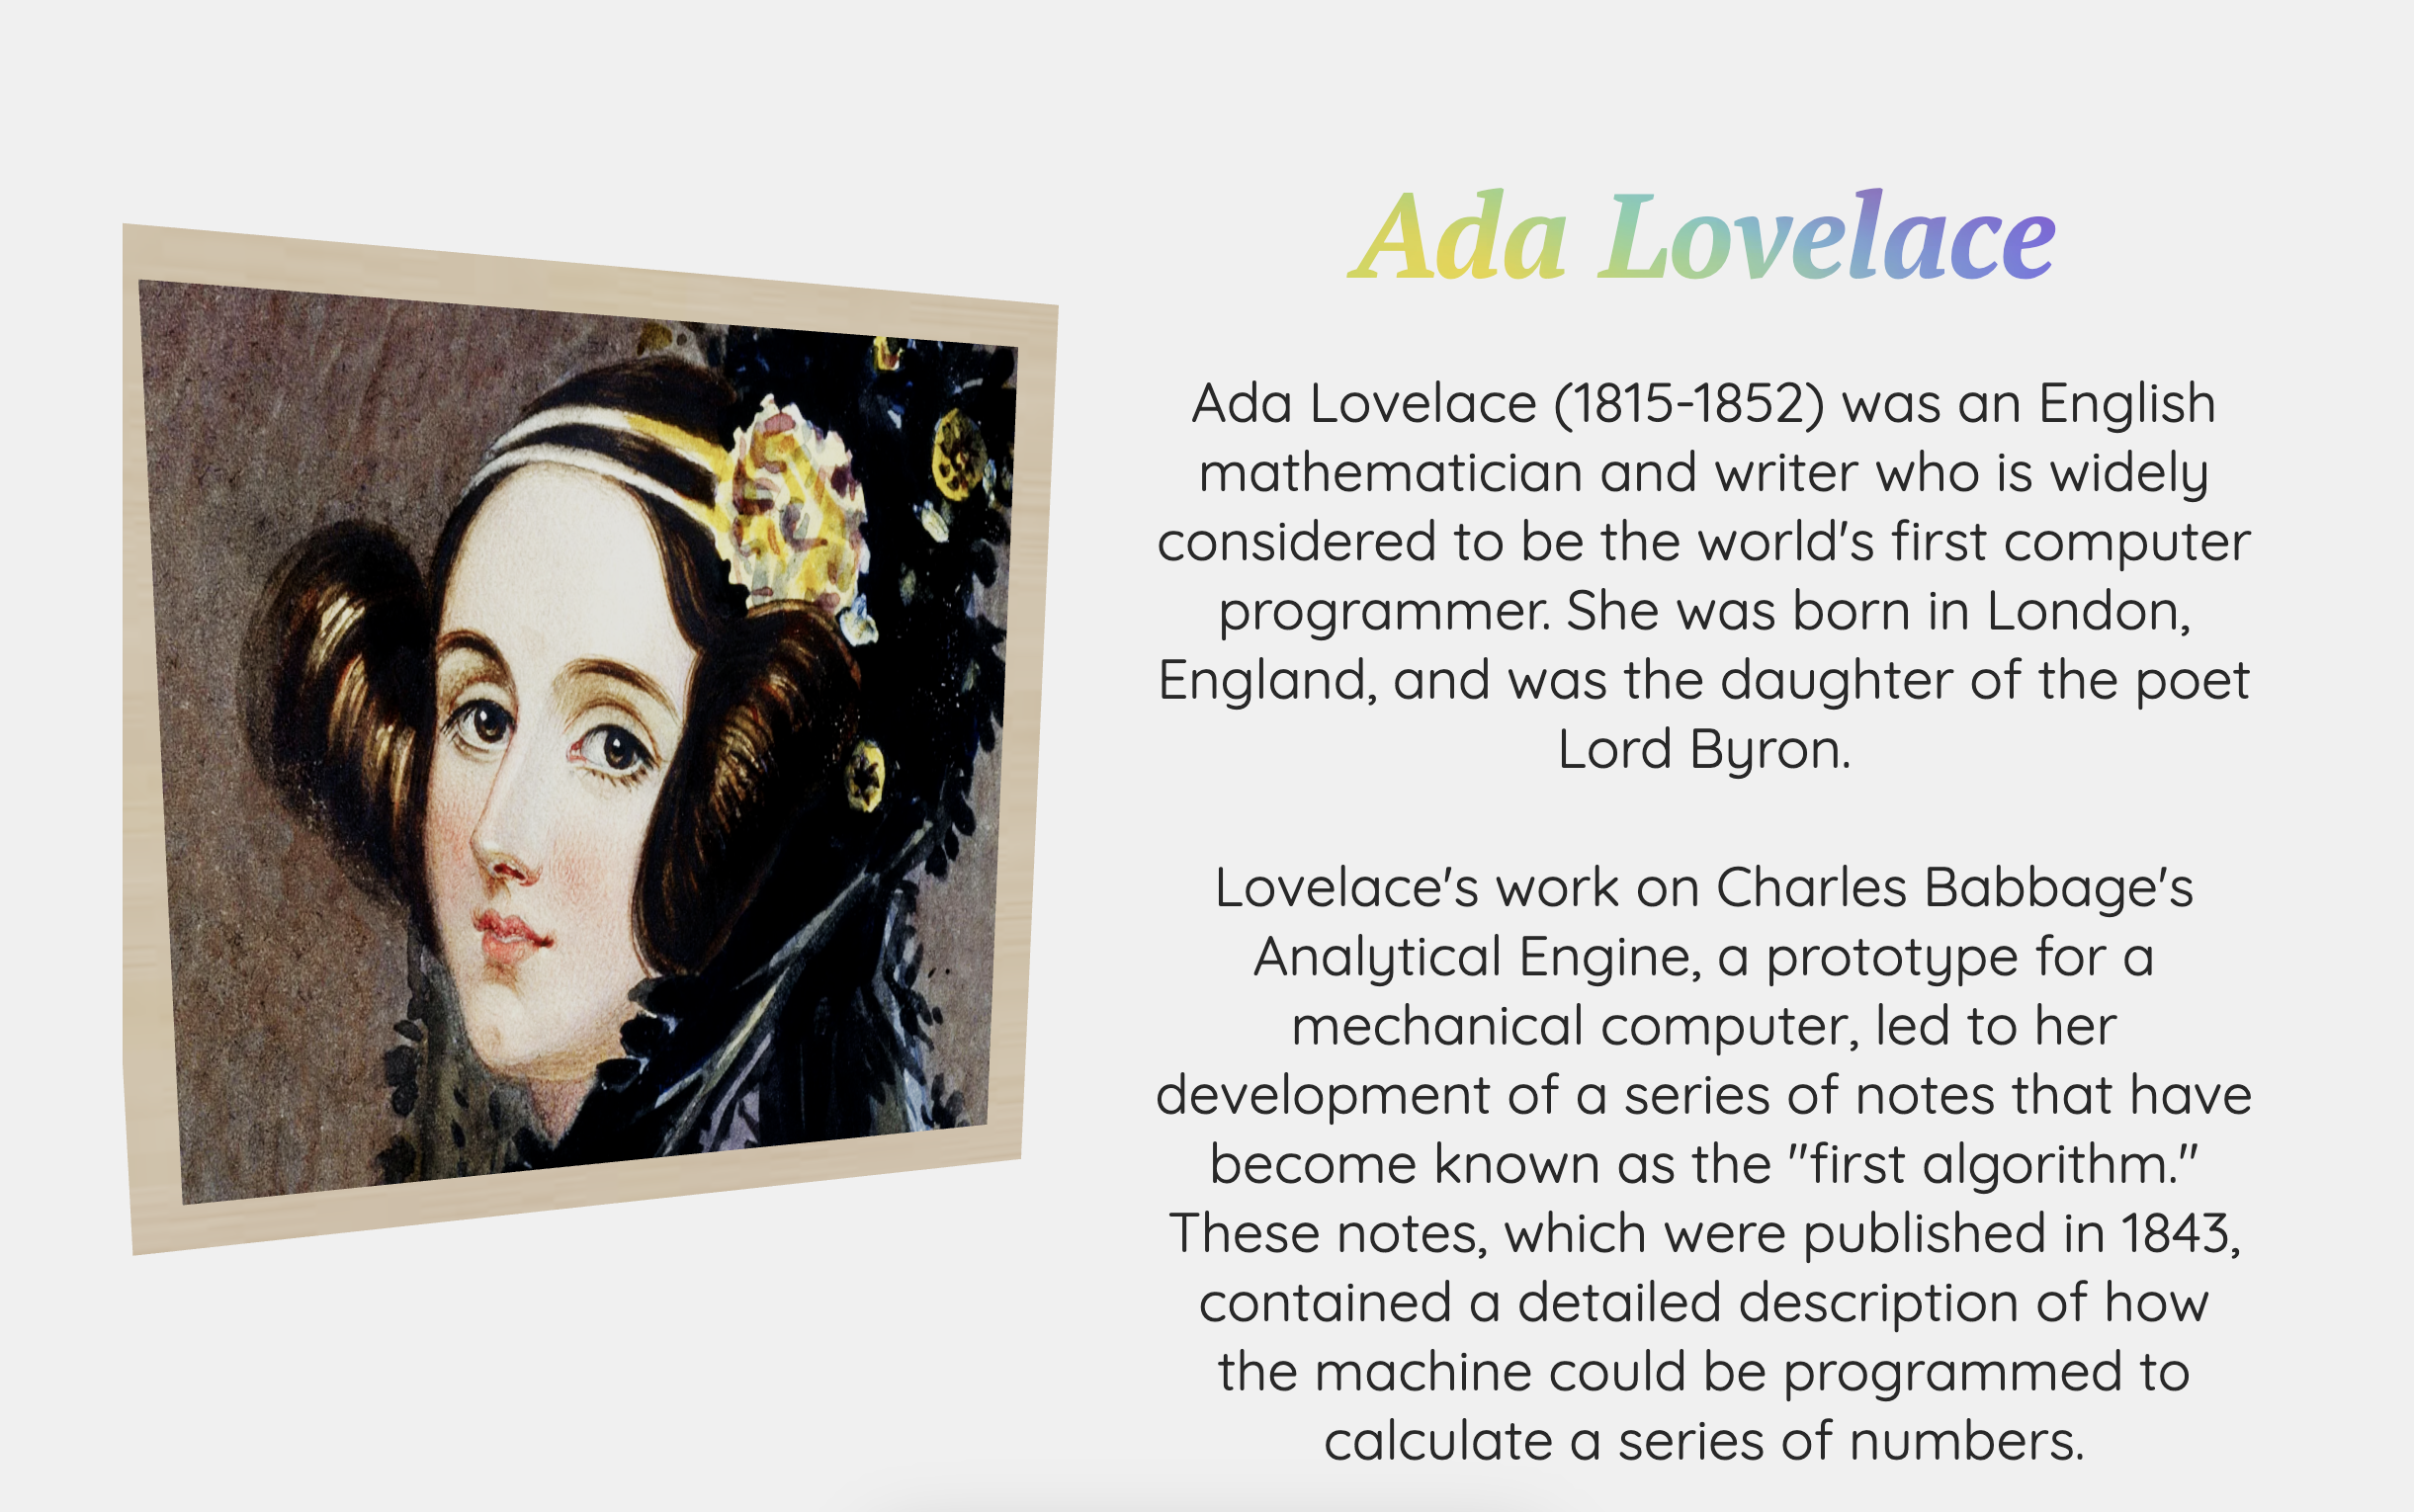 Ada Lovelace
Ada Lovelace (1815-1852) was an English
mathematician and writer who is widely
considered to be the world's first computer
programmer. She was born in London,
England, and was the daughter of the poet
Lord Byron.
Lovelace's work on Charles Babbage's
Analytical Engine, a prototype for a
mechanical computer, led to her
development of a series of notes that have
become known as the "first algorithm."
These notes, which were published in 1843,
contained a detailed description of how
the machine could be programmed to
calculate a series of numbers.